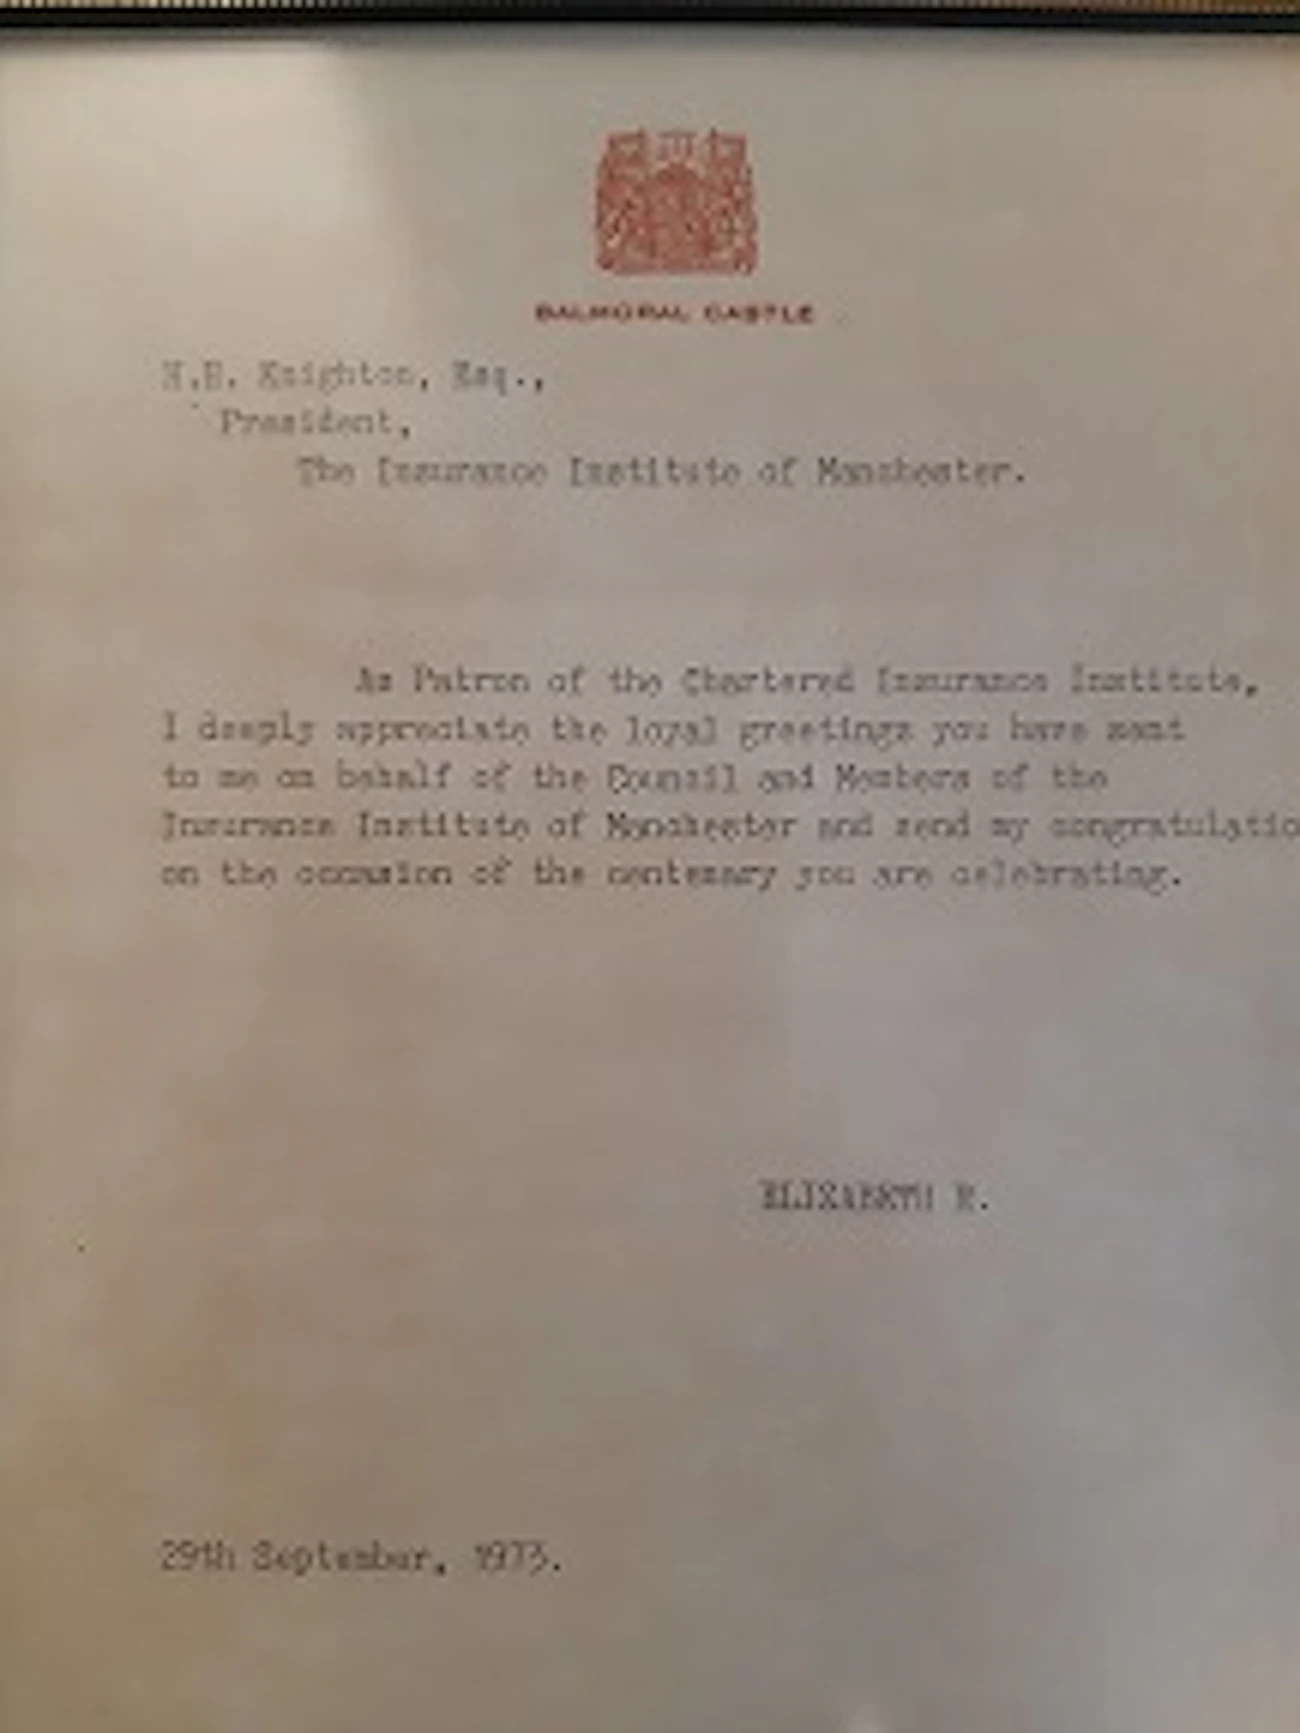 BALMORAL CASTLE
Knighton, Esq.,
President,
The Insurance Institute of Manchester.
As Patron of the Chartered Insurance Institute,
I deeply appreciate the loyal greetings you have sent
to me on behalf of the Council and Members of the
Insurance Institute of Manchester and send my congratulatio
on the occasion of the centenary you are celebrating.
ELIZABETH R.
29th September, 1973.